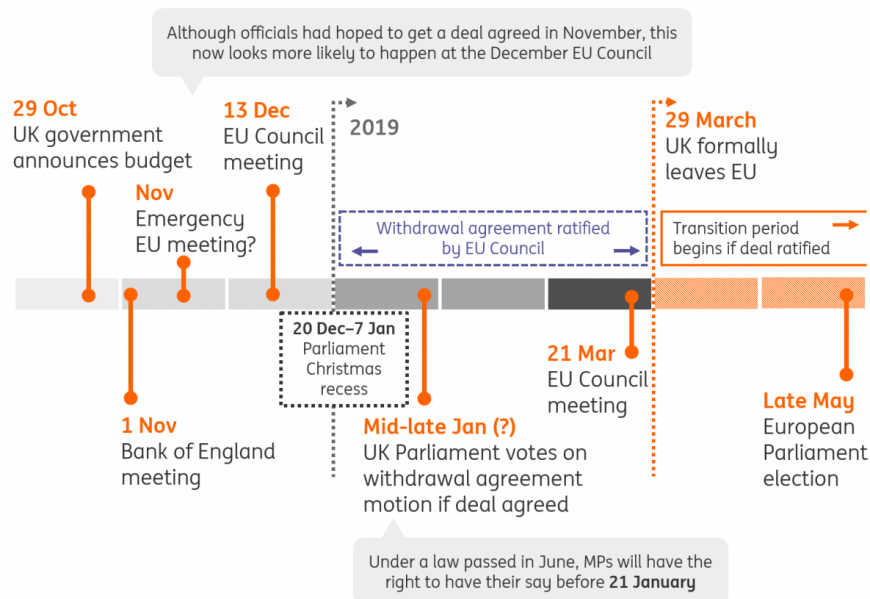 Although officials had hoped to get a deal agreed in November, this
now looks more likely to happen at the December EU Council
29 Oct
UK government
announces budget
Nov
Emergency
EU meeting?
13 Dec
EU Council
meeting
2019
29 March
UK formally
leaves EU
Withdrawal agreement ratified
by EU Council
Transition period
begins if deal ratified
20 Dec–7 Jan
Parliament
Christmas
recess
1 Nov
Bank of England
meeting
Mid-late Jan (?)
UK Parliament votes on
withdrawal agreement
motion if deal agreed
21 Mar
EU Council
meeting
Late May
European
Parliament
election
Under a law passed in June, MPs will have the
right to have their say before 21 January